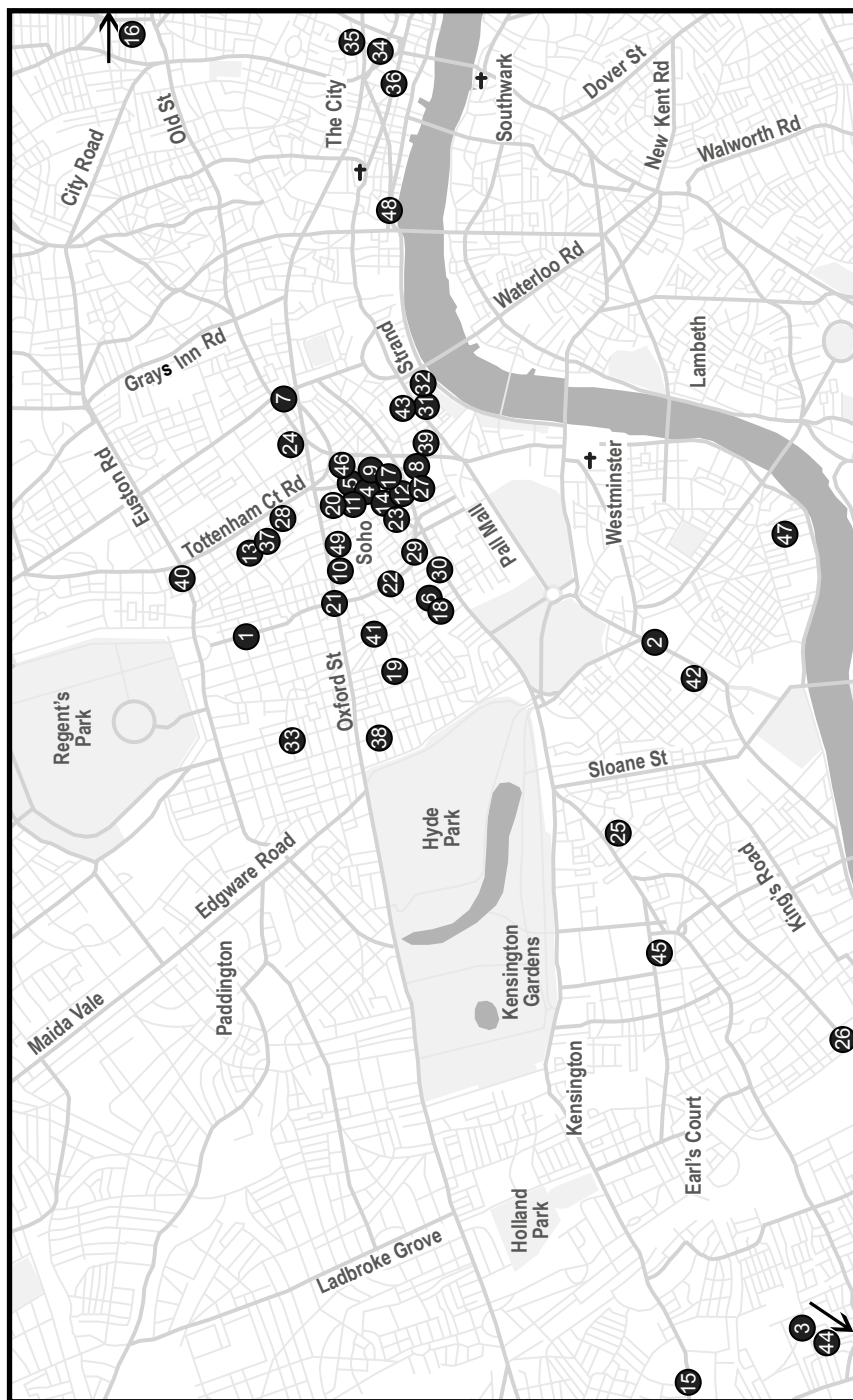 Maida Vale
Regent's
Park
City Road
Euston Rd
16
Grays Inn Rd
Old St
40
Paddington
Edgware Road
Tottenham Ct Rd
1
13
37
28
24
7
33
Oxford St
21
10
49
20
11
5
46
The City
35
34
36
Soho
4
9
14
17
12
23
8
27
41
19
22
38
Ladbroke Grove
29
6
18
30
39
43
31
32
Strand
48
Hyde
Park
Pall Mall
Southwark
Kensington
Gardens
Holland
Park
Waterloo Rd
Kensington
Westminster
Dover St
25
Sloane St
New Kent Rd
2
45
15
Earl's Court
42
Lambeth
Walworth Rd
King's Road
47
3
44
26